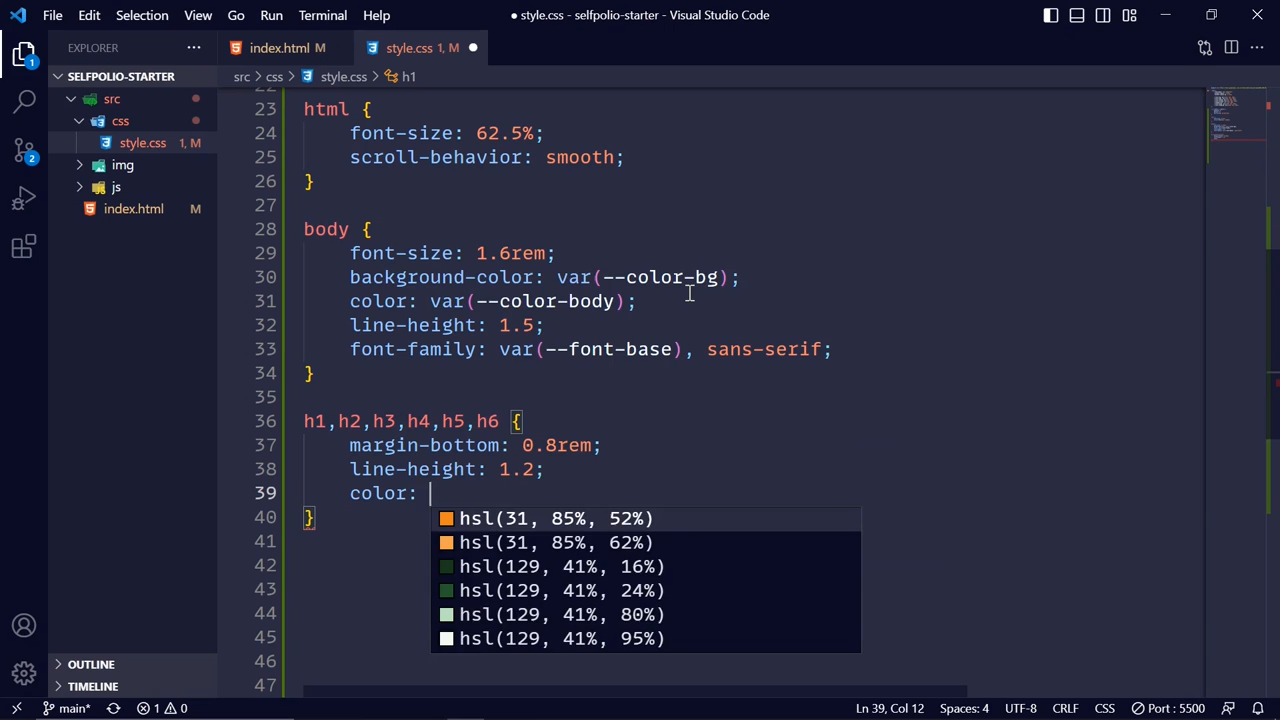 File Edit Selection View Go Run Terminal Help
● style.css - selfpolio-starter - Visual Studio Code
EXPLORER
index.html M
style.css 1, M ●
SELFPOLIO-STARTER
src > css > style.css > h1
src
css
style.css 1, M
img
js
index.html M
22
23 html {
24 font-size: 62.5%;
25 scroll-behavior: smooth;
26 }
27
28 body {
29 font-size: 1.6rem;
30 background-color: var(--color-bg);
31 color: var(--color-body);
32 line-height: 1.5;
33 font-family: var(--font-base), sans-serif;
34 }
35
36 h1,h2,h3,h4,h5,h6 {
37 margin-bottom: 0.8rem;
38 line-height: 1.2;
39 color:
40 }
hsl(31, 85%, 52%)
41
hsl(31, 85%, 62%)
42
hsl(129, 41%, 16%)
43
hsl(129, 41%, 24%)
44
hsl(129, 41%, 80%)
45
hsl(129, 41%, 95%)
46
47
1
2
OUTLINE
TIMELINE
main* 1 0
Ln 39, Col 12 Spaces: 4 UTF-8 CRLF CSS Port : 5500